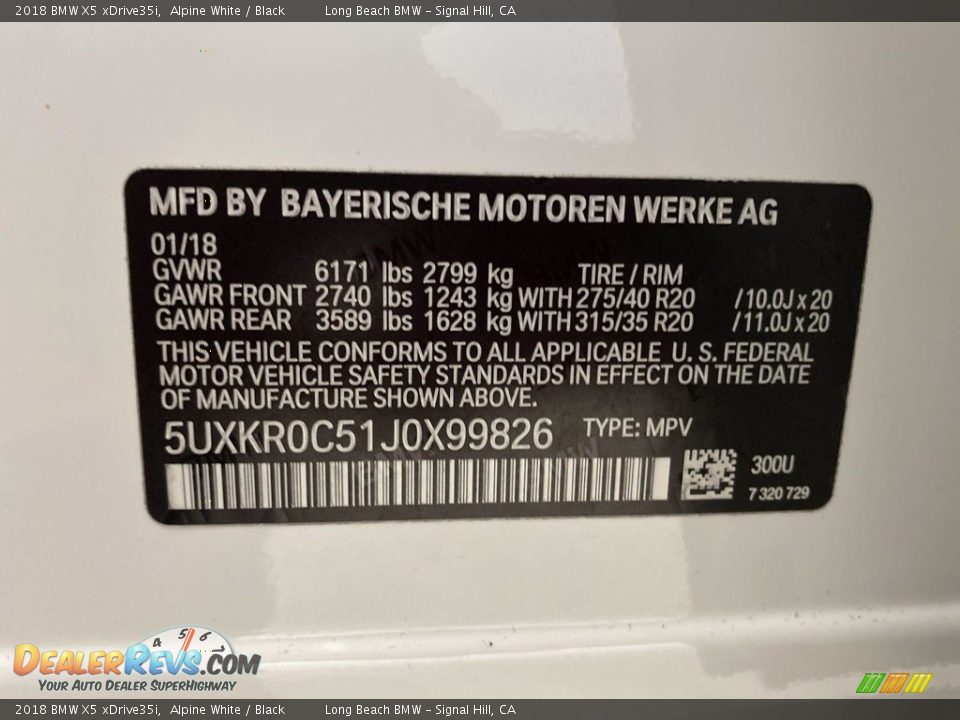 2018 BMW X5 xDrive35i, Alpine White / Black Long Beach BMW - Signal Hill, CA
MFD BY BAYERISCHE MOTOREN WERKE AG
01/18
GVWR 6171 lbs 2799 kg TIRE / RIM
GAWR FRONT 2740 lbs 1243 kg WITH 275/40 R20 /10.0J x 20
GAWR REAR 3589 lbs 1628 kg WITH 315/35 R20 /11.0J x 20
THIS VEHICLE CONFORMS TO ALL APPLICABLE U. S. FEDERAL
MOTOR VEHICLE SAFETY STANDARDS IN EFFECT ON THE DATE
OF MANUFACTURE SHOWN ABOVE.
5UXKR0C51J0X99826 TYPE: MPV
300U
7 320 729
4 5 6
DEALERREVS.COM
YOUR AUTO DEALER SUPERHIGHWAY
2018 BMW X5 xDrive35i, Alpine White / Black Long Beach BMW - Signal Hill, CA